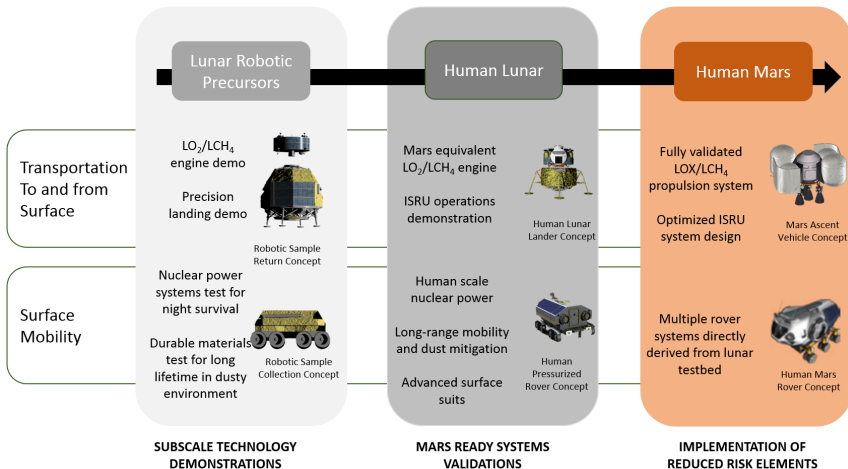 Lunar Robotic
Precursors
Human Lunar
Human Mars
Transportation
To and from
Surface
LO₂/LCH₄
engine demo
Precision
landing demo
Robotic Sample
Return Concept
Mars equivalent
LO₂/LCH₄ engine
ISRU operations
demonstration
Human Lunar
Lander Concept
Fully validated
LOX/LCH₄
propulsion system
Optimized ISRU
system design
Mars Ascent
Vehicle Concept
Surface
Mobility
Nuclear power
systems test for
night survival
Durable materials
test for long
lifetime in dusty
environment
Robotic Sample
Collection Concept
Human scale
nuclear power
Long-range mobility
and dust mitigation
Advanced surface
suits
Human
Pressurized
Rover Concept
Multiple rover
systems directly
derived from lunar
testbed
Human Mars
Rover Concept
SUBSCALE TECHNOLOGY
DEMONSTRATIONS
MARS READY SYSTEMS
VALIDATIONS
IMPLEMENTATION OF
REDUCED RISK ELEMENTS